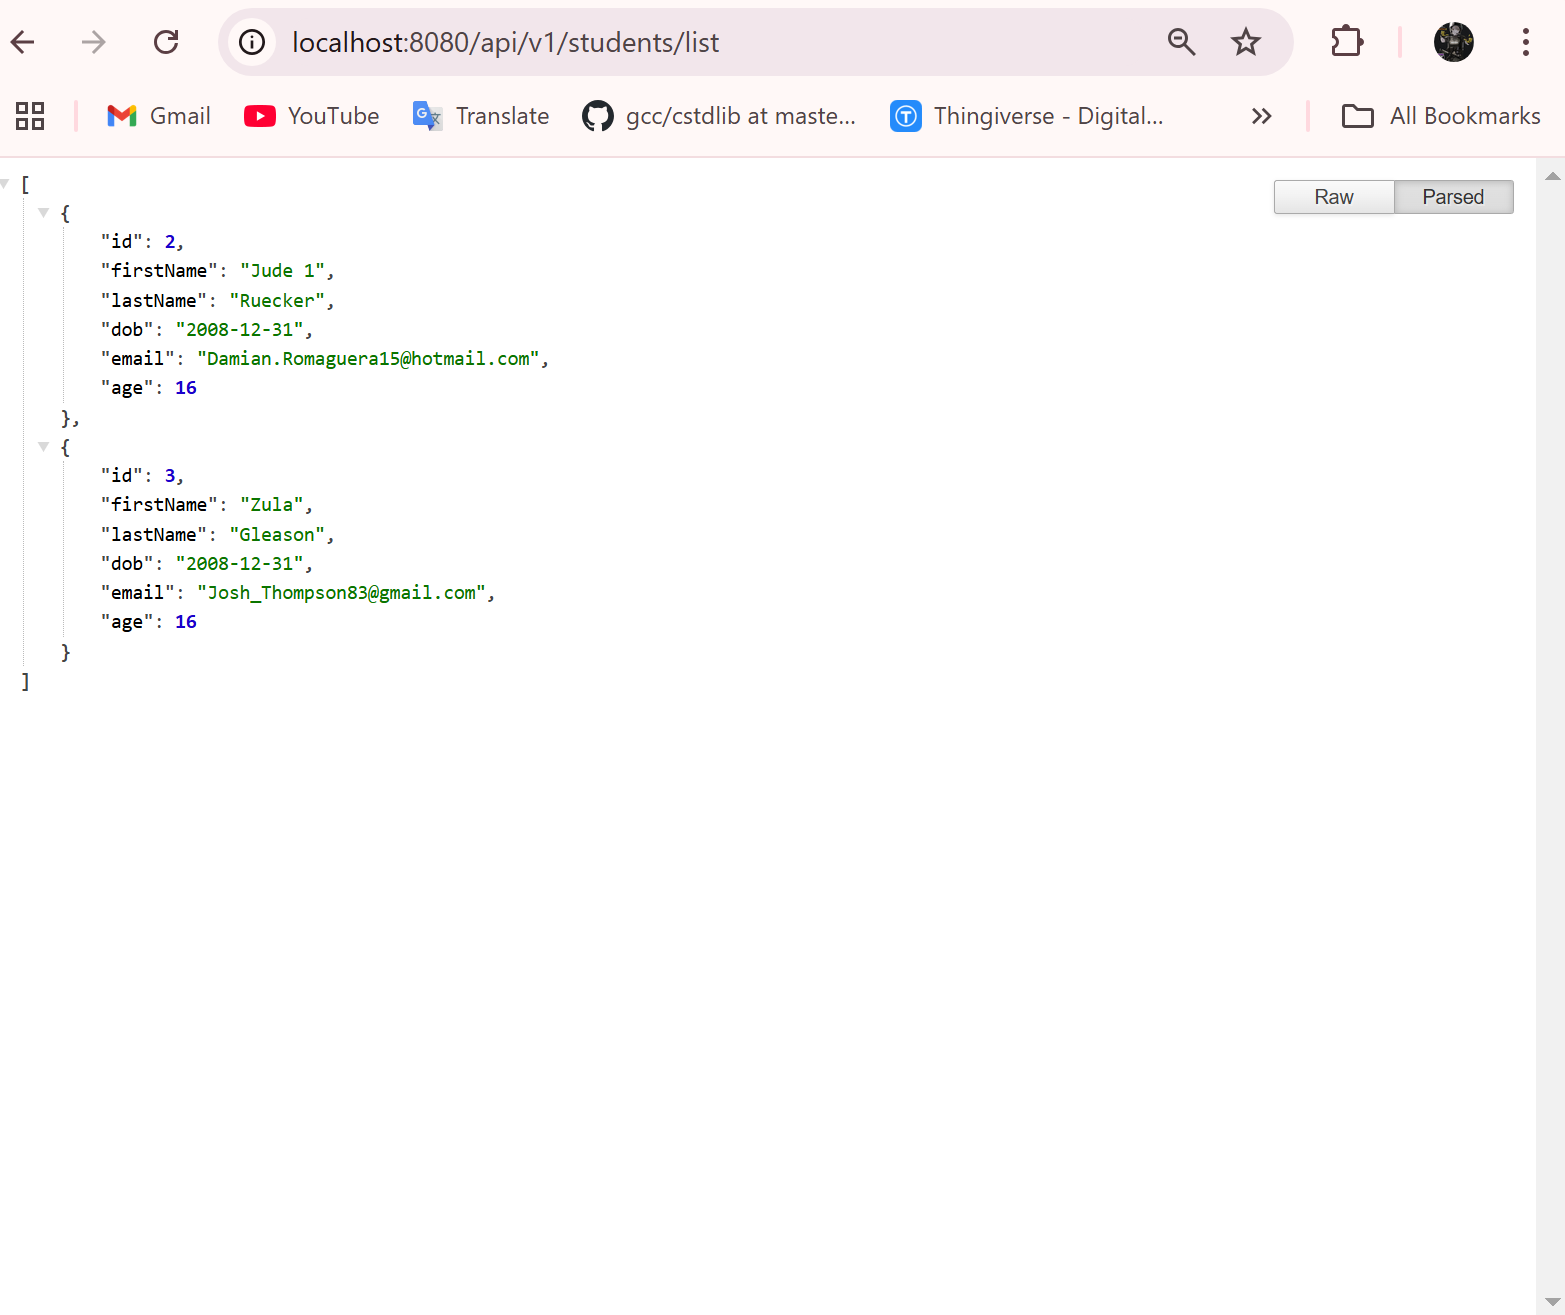 localhost:8080/api/v1/students/list
Gmail YouTube Translate gcc/cstdlib at maste... Thingiverse - Digital... All Bookmarks
Raw Parsed
[
{
"id": 2,
"firstName": "Jude 1",
"lastName": "Ruecker",
"dob": "2008-12-31",
"email": "Damian.Romaguera15@hotmail.com",
"age": 16
},
{
"id": 3,
"firstName": "Zula",
"lastName": "Gleason",
"dob": "2008-12-31",
"email": "Josh_Thompson83@gmail.com",
"age": 16
}
]